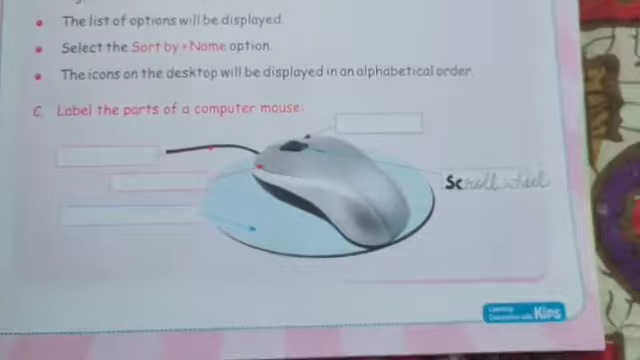 The list of options will be displayed.
Select the Sort by > Name option.
The icons on the desktop will be displayed in an alphabetical order.
C. Label the parts of a computer mouse.
Scroll wheel
Kips